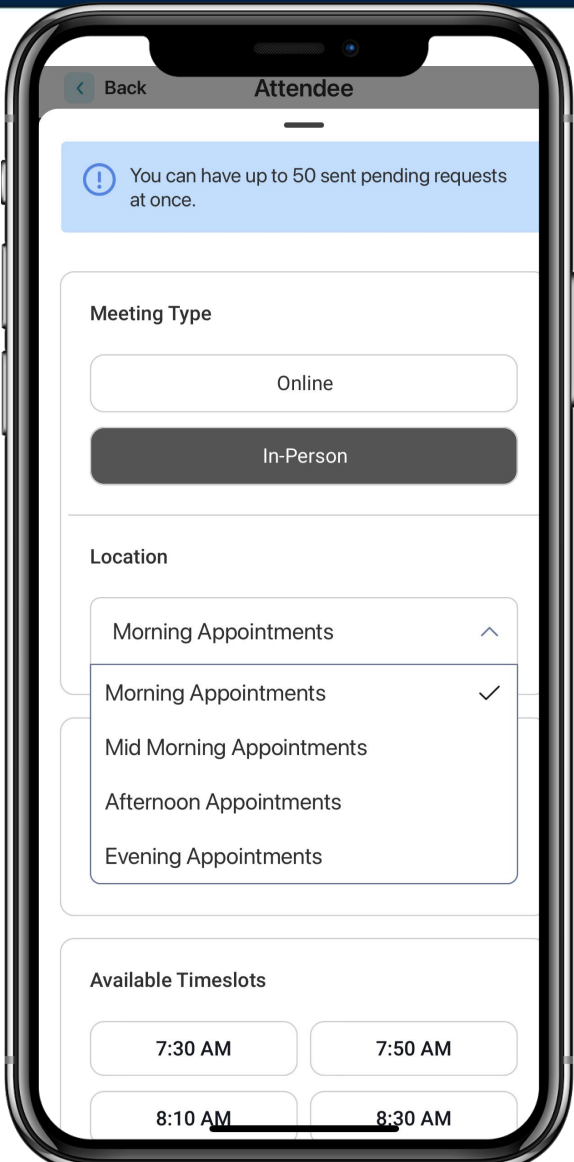 Back
Attendee
You can have up to 50 sent pending requests
at once.
Meeting Type
Online
In-Person
Location
Morning Appointments
Morning Appointments
Mid Morning Appointments
Afternoon Appointments
Evening Appointments
Available Timeslots
7:30 AM
7:50 AM
8:10 AM
8:30 AM